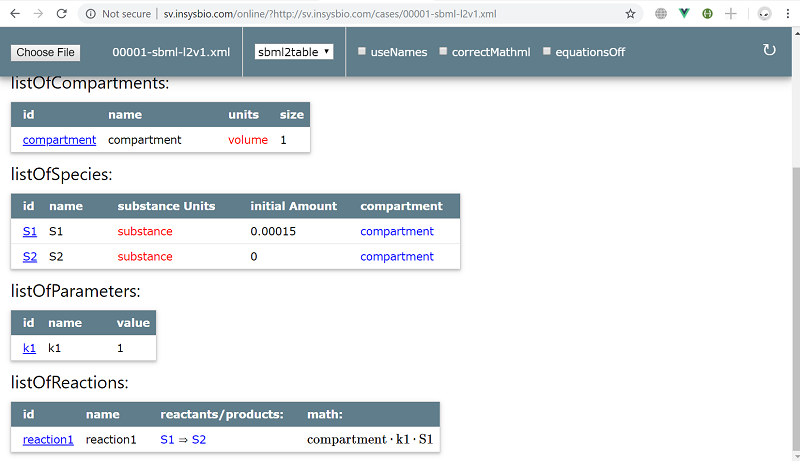 Not secure | sv.insysbio.com/online/?http://sv.insysbio.com/cases/00001-sbml-l2v1.xml
Choose File 00001-sbml-l2v1.xml sbml2table useNames correctMathml equationsOff
listOfCompartments:
id name units size
compartment compartment volume 1
listOfSpecies:
id name substance Units initial Amount compartment
S1 S1 substance 0.00015 compartment
S2 S2 substance 0 compartment
listOfParameters:
id name value
k1 k1 1
listOfReactions:
id name reactants/products: math:
reaction1 reaction1 S1 ⇒ S2 compartment · k1 · S1